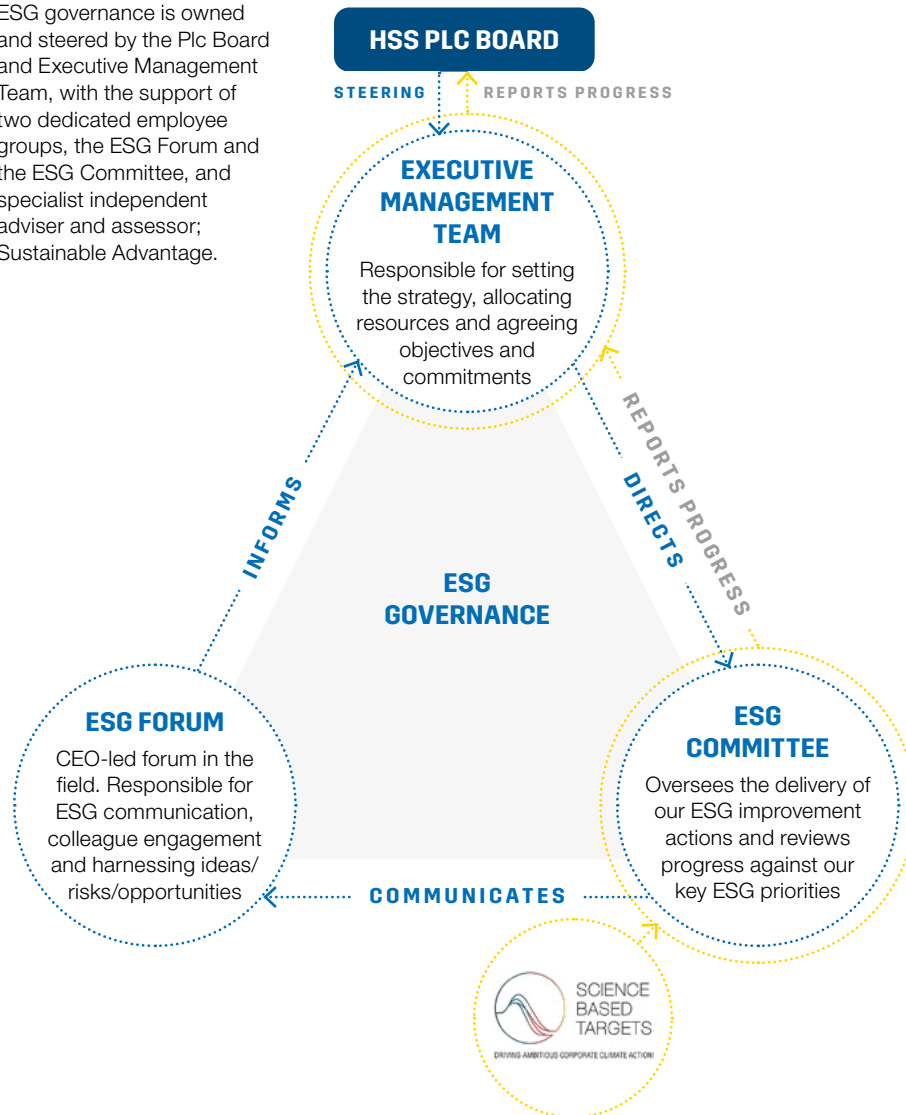 ESG governance is owned
and steered by the Plc Board
and Executive Management
Team, with the support of
two dedicated employee
groups, the ESG Forum and
the ESG Committee, and
specialist independent
adviser and assessor;
Sustainable Advantage.
HSS PLC BOARD
STEERING
REPORTS PROGRESS
EXECUTIVE
MANAGEMENT
TEAM
Responsible for setting
the strategy, allocating
resources and agreeing
objectives and
commitments
INFORMS
DIRECTS
REPORTS PROGRESS
ESG
GOVERNANCE
ESG FORUM
CEO-led forum in the
field. Responsible for
ESG communication,
colleague engagement
and harnessing ideas/
risks/opportunities
ESG
COMMITTEE
Oversees the delivery of
our ESG improvement
actions and reviews
progress against our
key ESG priorities
COMMUNICATES
SCIENCE
BASED
TARGETS
DRIVING AMBITIOUS CORPORATE CLIMATE ACTION